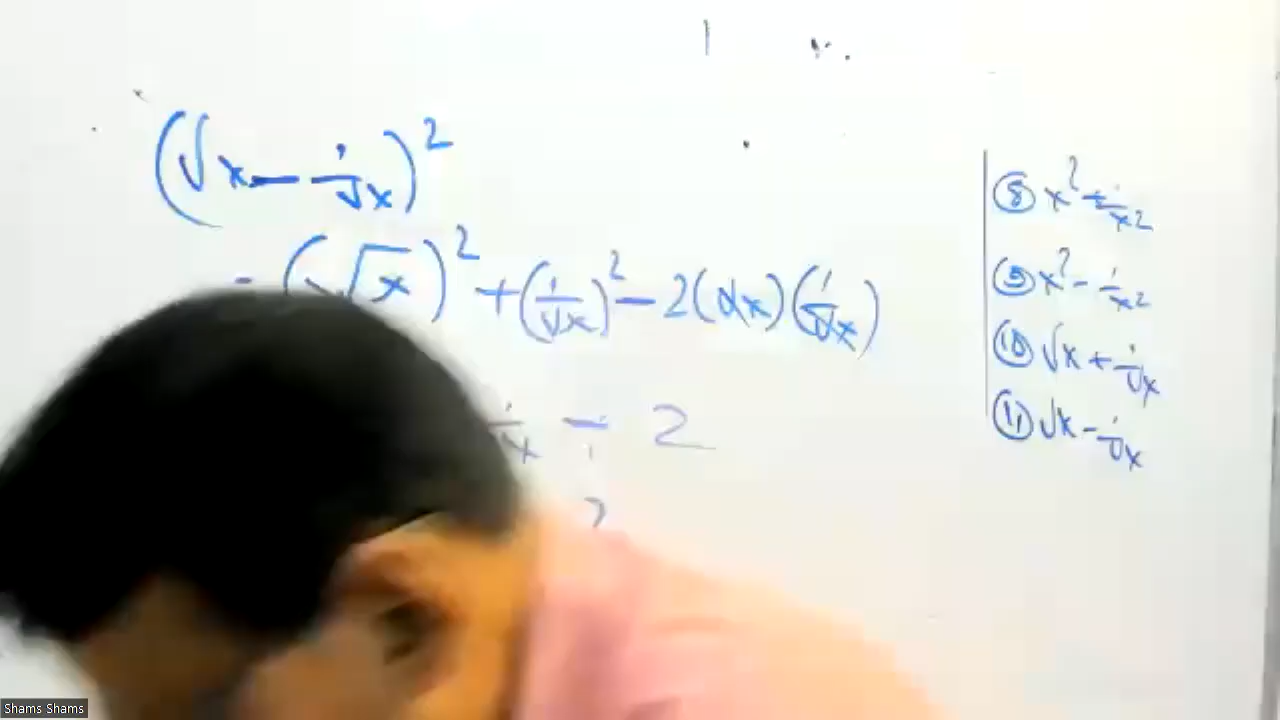 (√x - 1/√x)²
= (√x)² + (1/√x)² - 2(√x)(1/√x)
1/x - 2
⑧ x² + 1/x²
⑨ x² - 1/x²
⑩ √x + 1/√x
⑪ √x - 1/√x
Shams Shams